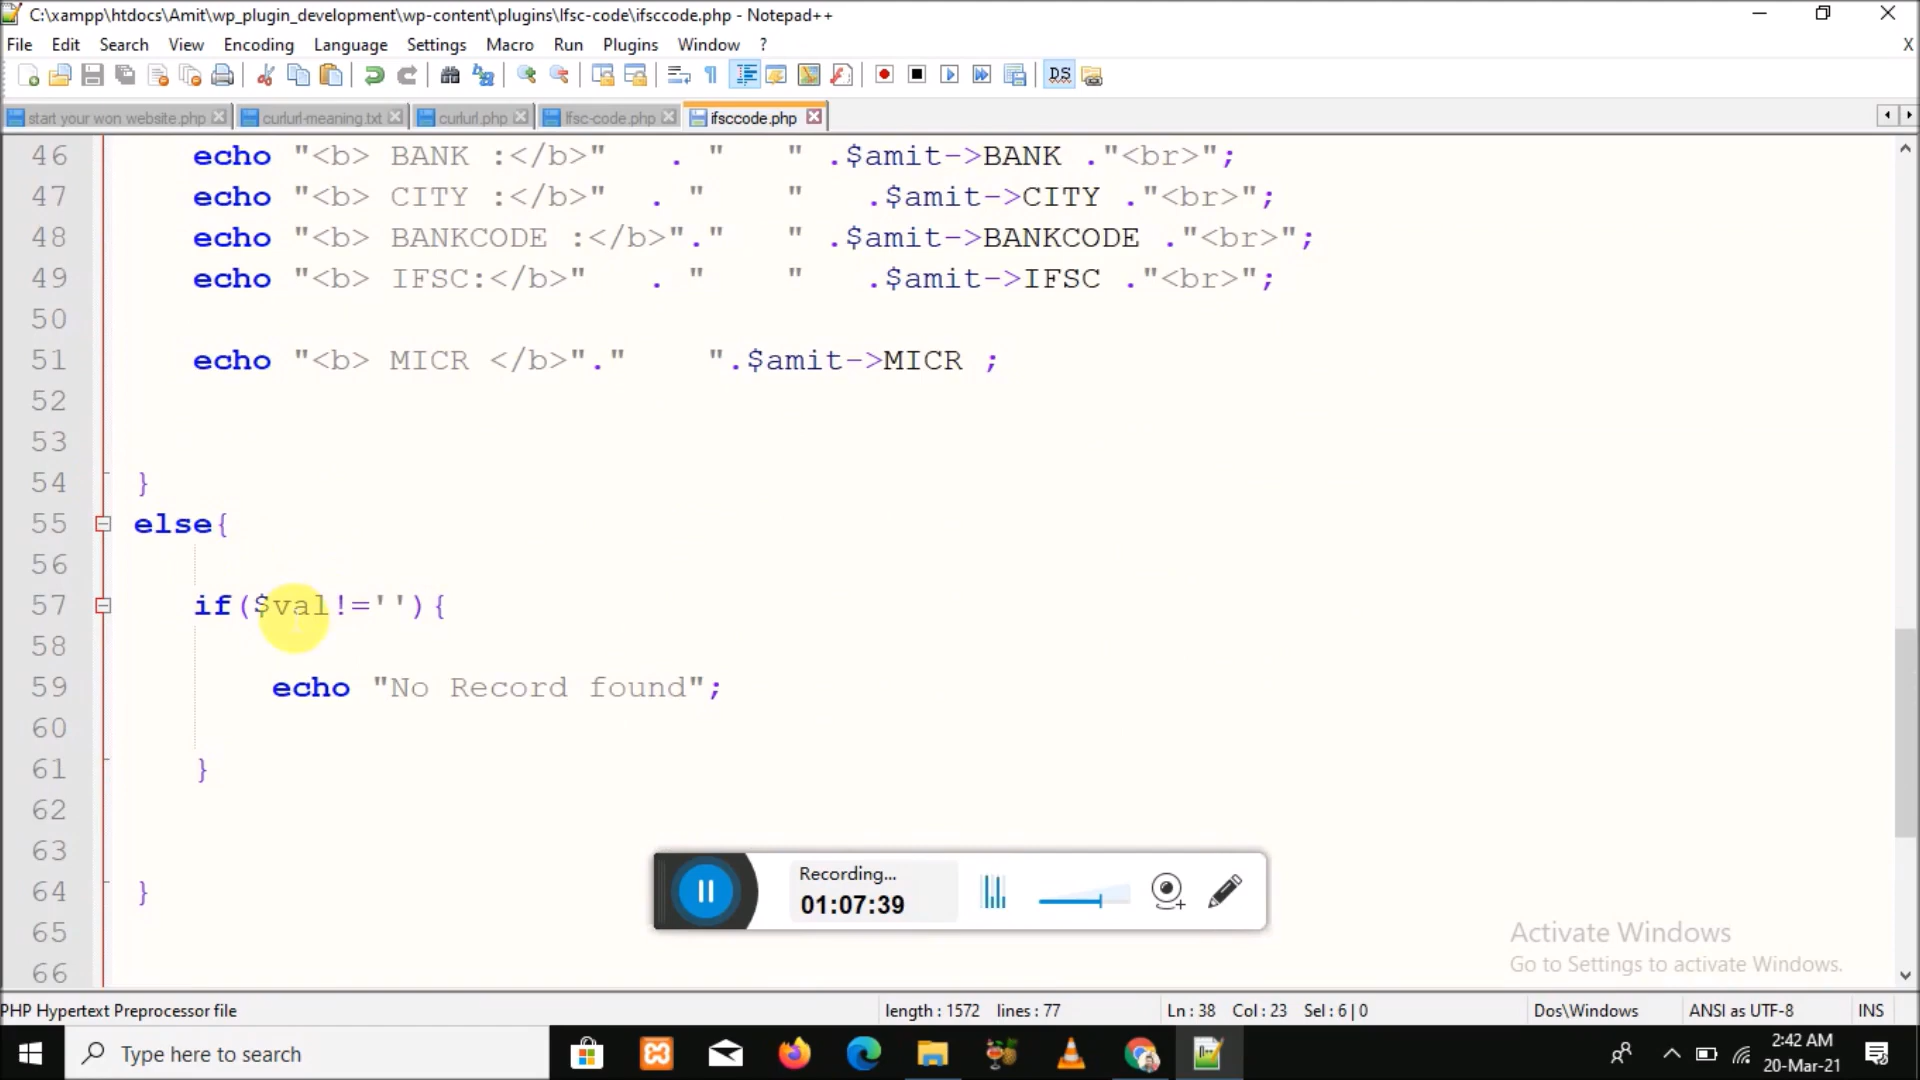 C:\xampp\htdocs\Amit\wp_plugin_development\wp-content\plugins\Ifsc-code\ifsccode.php - Notepad++
File Edit Search View Encoding Language Settings Macro Run Plugins Window ? X
start your won website.php curlurl-meaning.txt curlurl.php Ifsc-code.php ifsccode.php
46 echo "<b> BANK :</b>" . " " .$amit->BANK ."<br>";
47 echo "<b> CITY :</b>" . " " .$amit->CITY ."<br>";
48 echo "<b> BANKCODE :</b>"." " .$amit->BANKCODE ."<br>";
49 echo "<b> IFSC:</b>" . " " .$amit->IFSC ."<br>";
50
51 echo "<b> MICR </b>"." ".$amit->MICR ;
52
53
54 }
55 else{
56
57 if($val!=''){
58
59 echo "No Record found";
60
61 }
62
63
64 }
65
66
Recording...
01:07:39
Activate Windows
Go to Settings to activate Windows.
PHP Hypertext Preprocessor file length : 1572 lines : 77 Ln : 38 Col : 23 Sel : 6 | 0 Dos\Windows ANSI as UTF-8 INS
Type here to search
2:42 AM
20-Mar-21